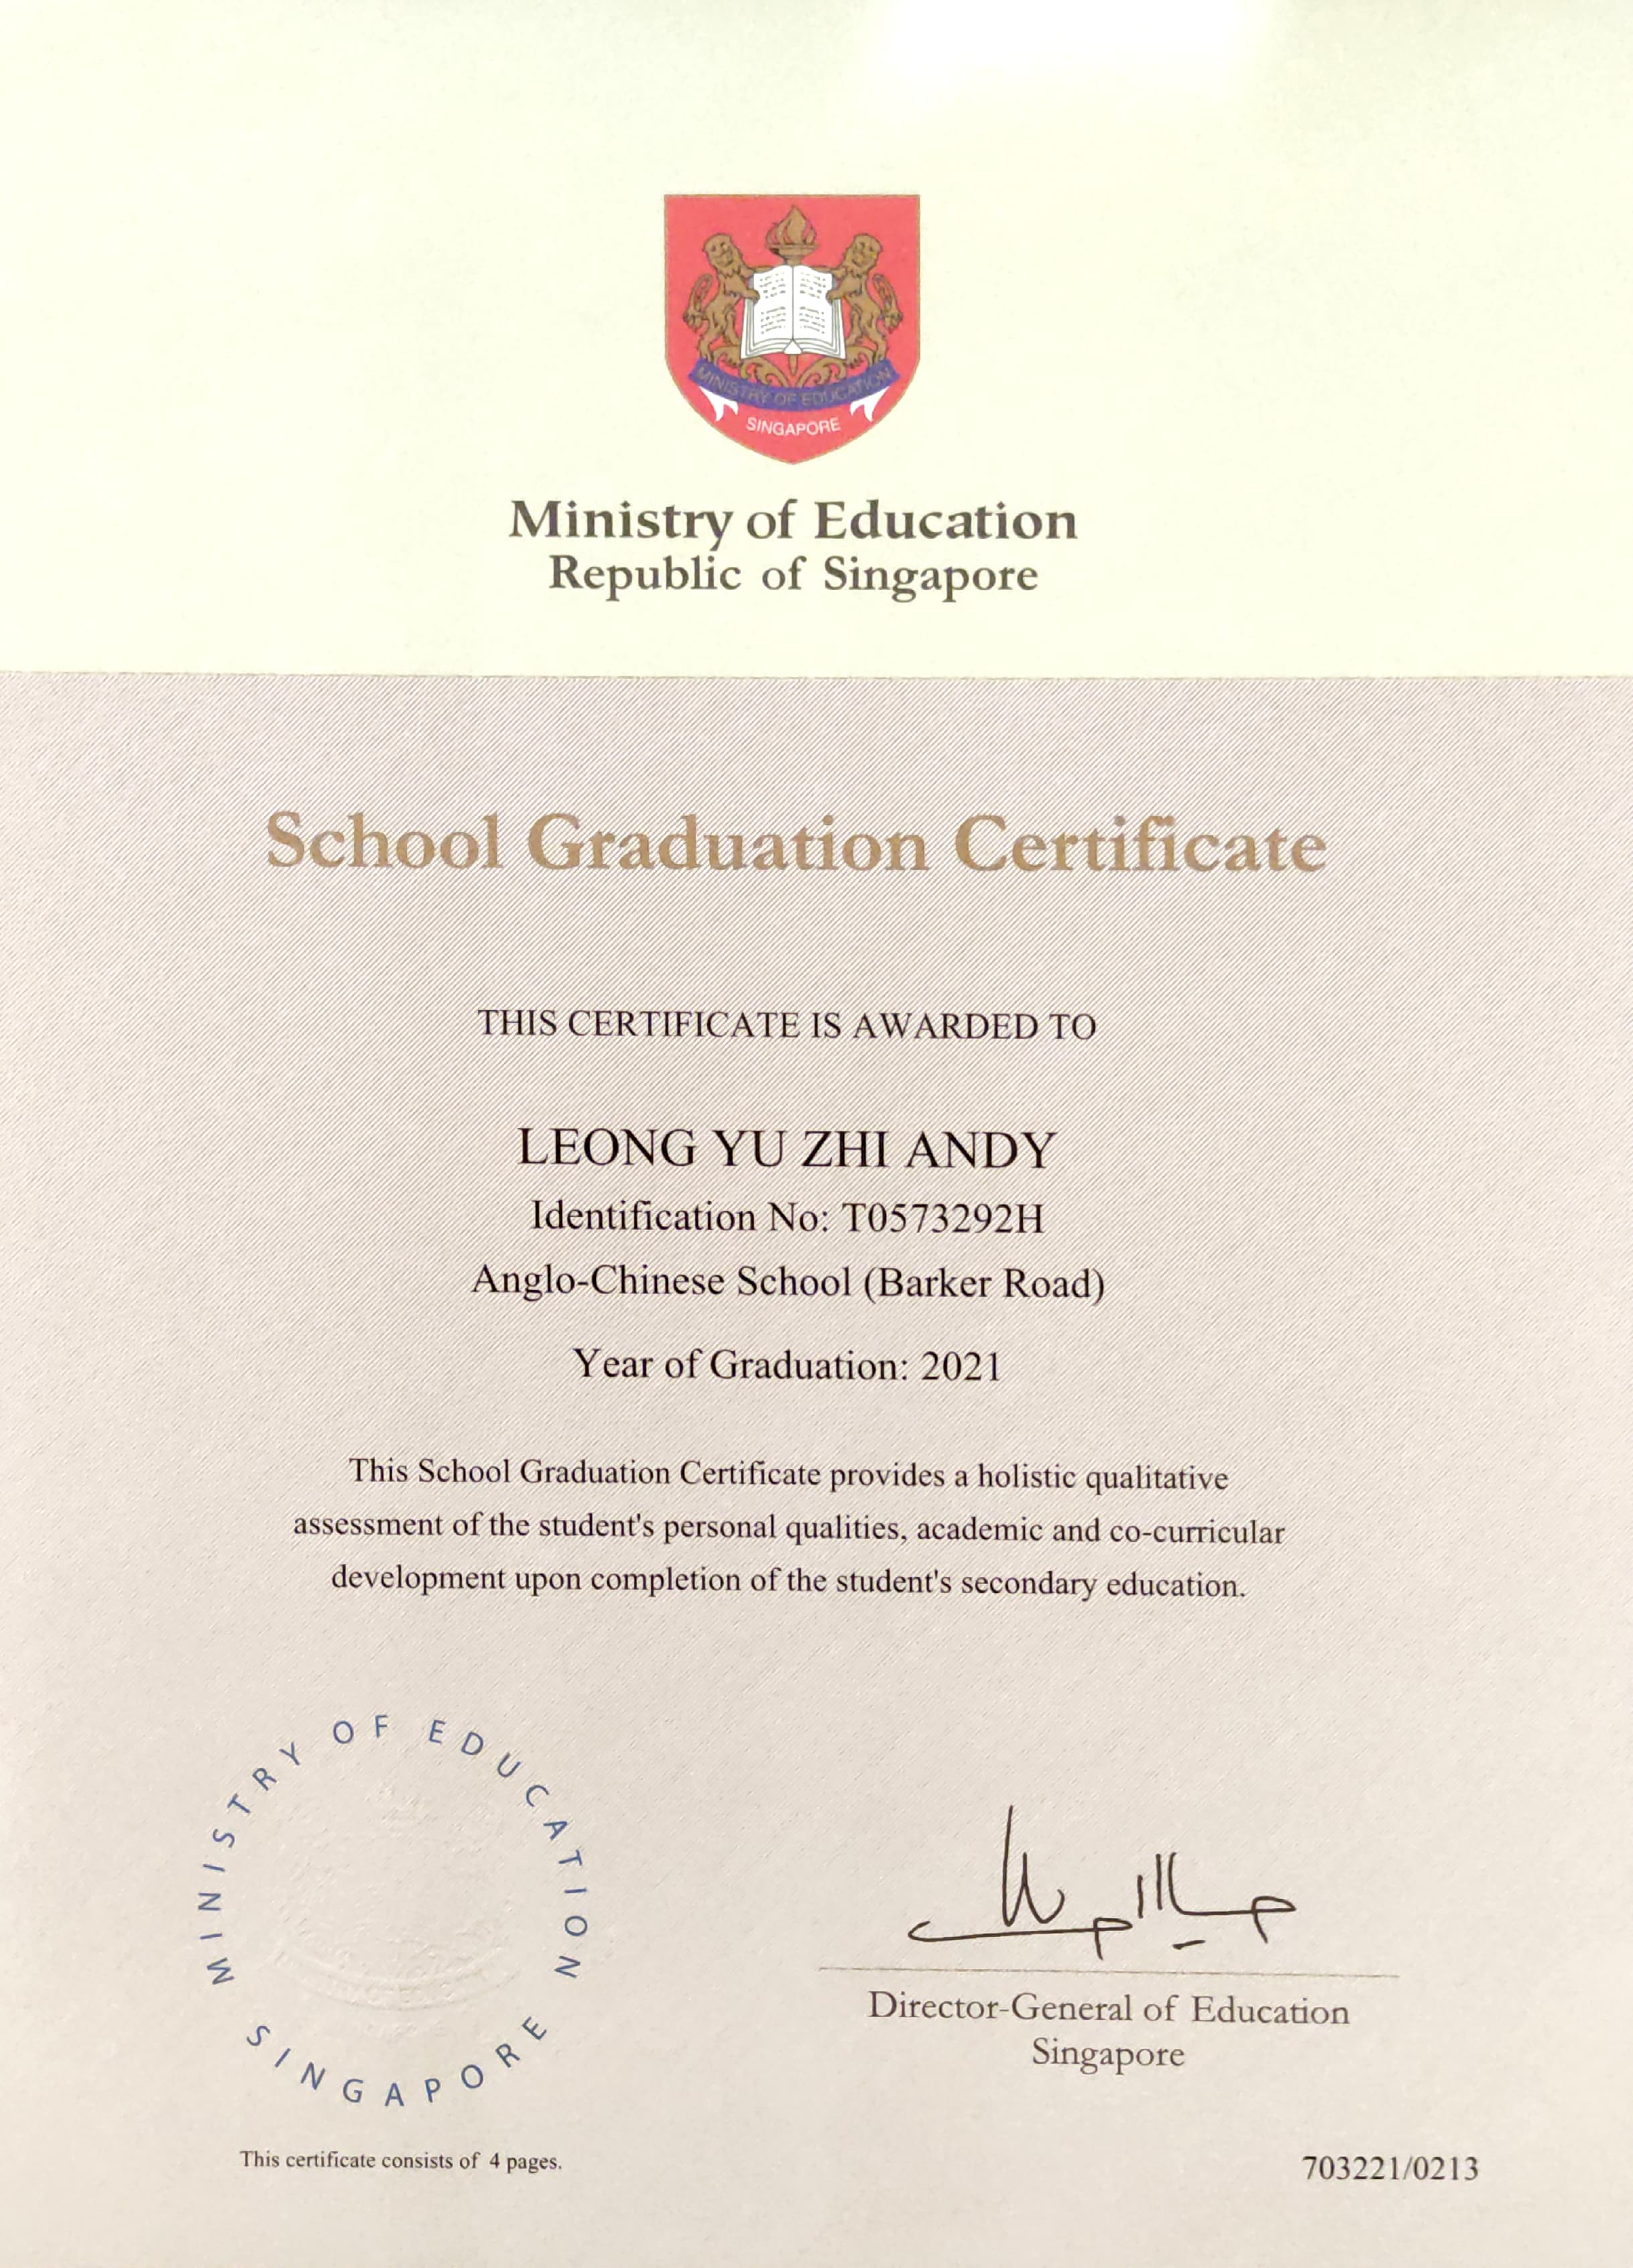 MINISTRY OF EDUCATION
SINGAPORE
Ministry of Education
Republic of Singapore
School Graduation Certificate
THIS CERTIFICATE IS AWARDED TO
LEONG YU ZHI ANDY
Identification No: T0573292H
Anglo-Chinese School (Barker Road)
Year of Graduation: 2021
This School Graduation Certificate provides a holistic qualitative
assessment of the student's personal qualities, academic and co-curricular
development upon completion of the student's secondary education.
MINISTRY OF EDUCATION
SINGAPORE
Director-General of Education
Singapore
This certificate consists of 4 pages.
703221/0213